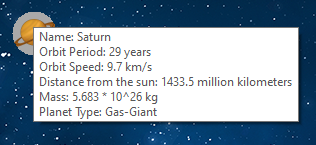 Name: Saturn
Orbit Period: 29 years
Orbit Speed: 9.7 km/s
Distance from the sun: 1433.5 million kilometers
Mass: 5.683 * 10^26 kg
Planet Type: Gas-Giant